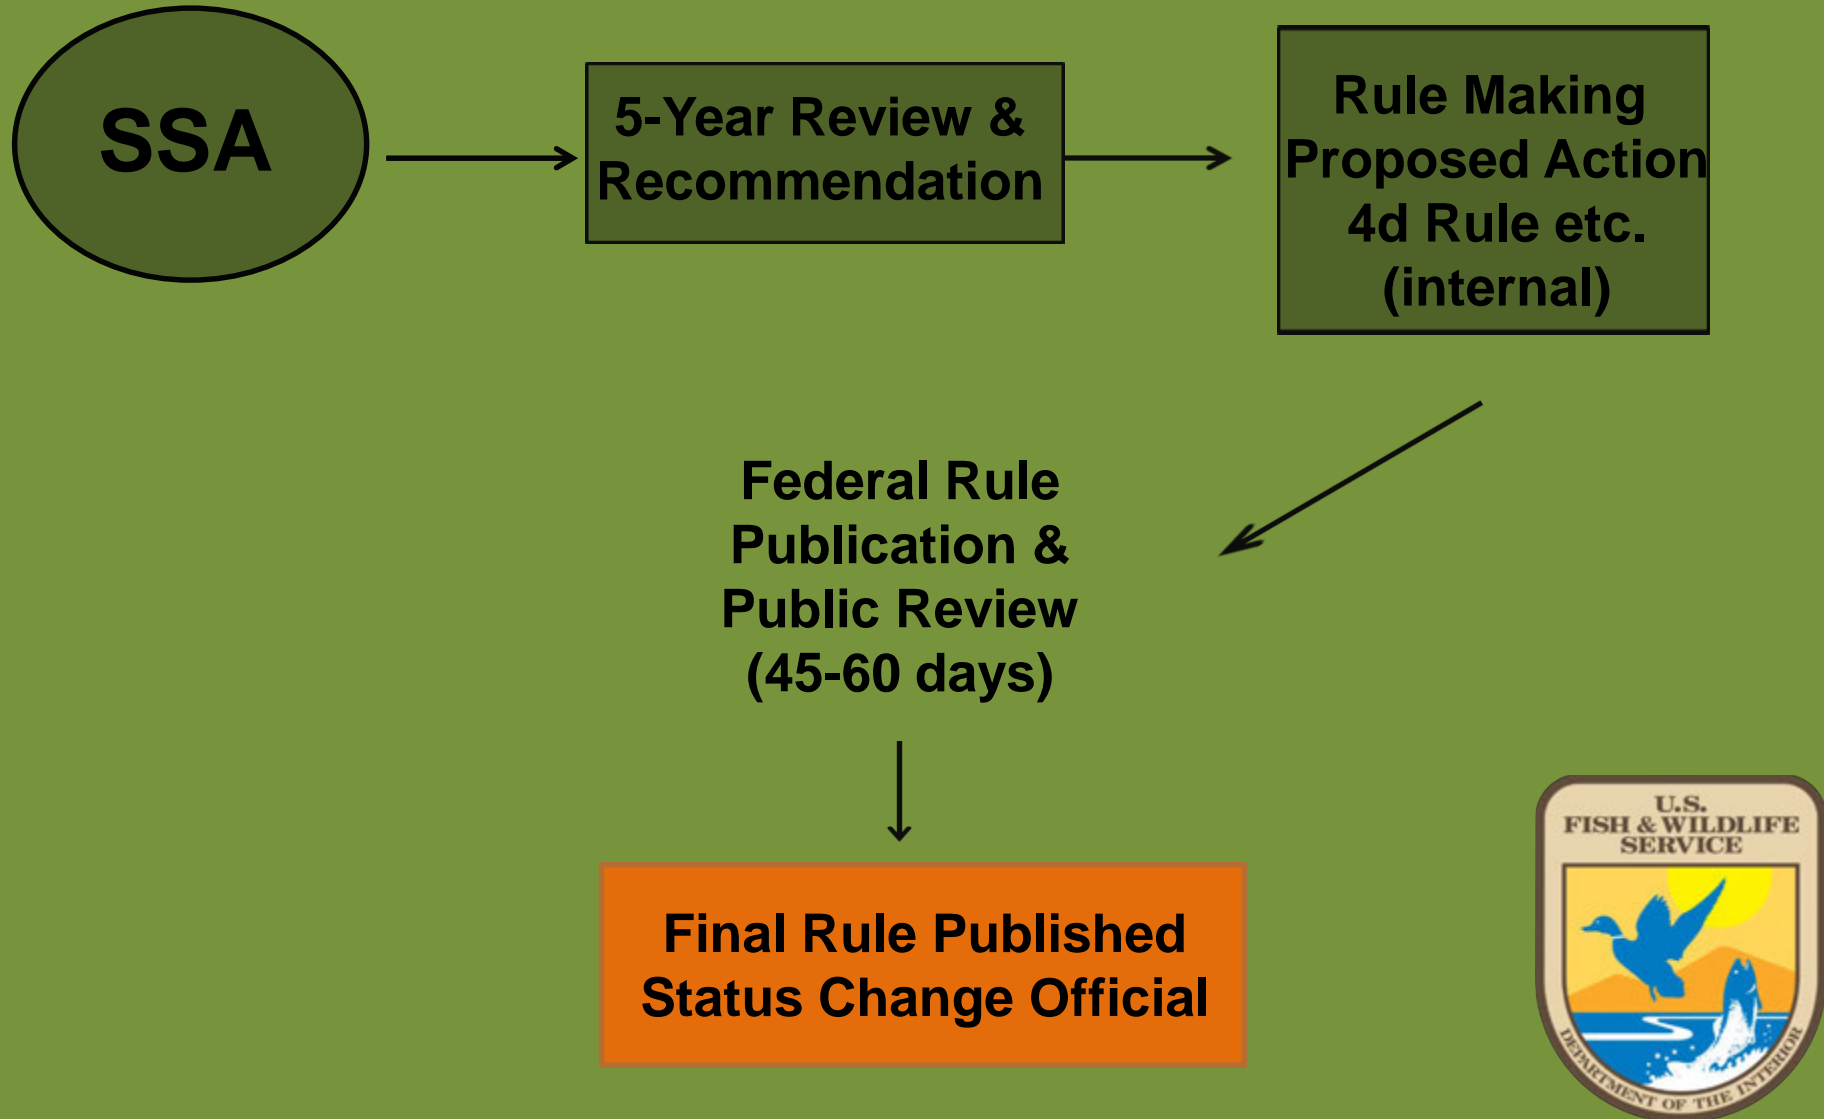 SSA
5-Year Review &
Recommendation
Rule Making
Proposed Action
4d Rule etc.
(internal)
Federal Rule
Publication &
Public Review
(45-60 days)
Final Rule Published
Status Change Official
U.S.
FISH & WILDLIFE
SERVICE
DEPARTMENT OF THE INTERIOR